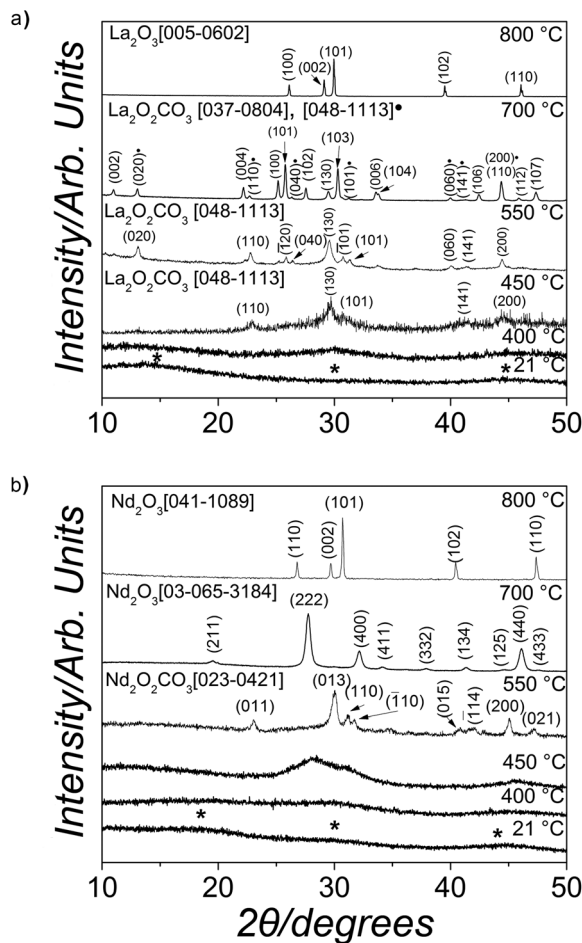 a)
Intensity/Arb. Units
La₂O₃[005-0602]
800 °C
(100)
(002)
(101)
(102)
(110)
La₂O₂CO₃ [037-0804], [048-1113]•
700 °C
(002)
(020)•
(004)
(110)•
(100)
(101)
(040)•
(102)
(130)
(103)
(101)•
(006)
(104)
(060)•
(141)•
(106)
(200)•
(110)
(112)
(107)
La₂O₂CO₃ [048-1113]
550 °C
(020)
(110)
(120)
(040)
(130)
(1̄01)
(101)
(060)
(141)
(200)
La₂O₂CO₃ [048-1113]
450 °C
(110)
(130)
(101)
(141)
(200)
400 °C
* * *
21 °C
10 20 30 40 50
b)
Intensity/Arb. Units
Nd₂O₃[041-1089]
800 °C
(110)
(002)
(101)
(102)
(110)
Nd₂O₃[03-065-3184]
700 °C
(211)
(222)
(400)
(411)
(332)
(134)
(125)
(440)
(433)
Nd₂O₂CO₃[023-0421]
550 °C
(011)
(013)
(110)
(1̄10)
(015)
(1̄14)
(200)
(021)
450 °C
400 °C
* * *
21 °C
10 20 30 40 50
2θ/degrees